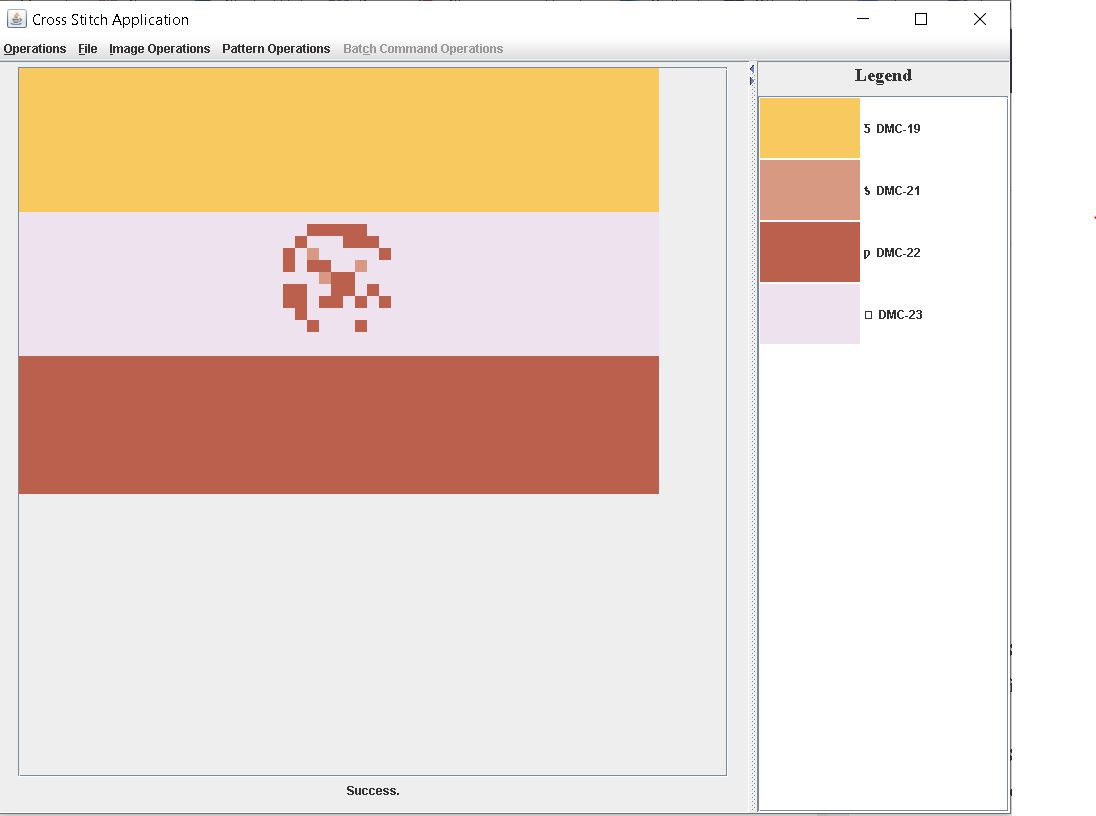 Cross Stitch Application
Operations File Image Operations Pattern Operations Batch Command Operations
Legend
5 DMC-19
$ DMC-21
p DMC-22
□ DMC-23
Success.